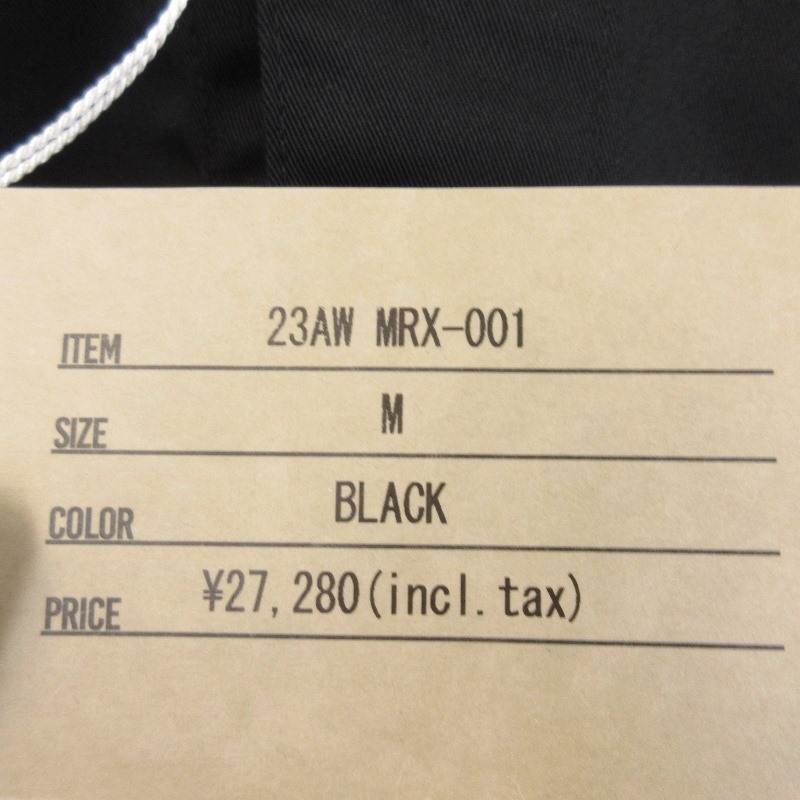 ITEM 23AW MRX-001
SIZE M
COLOR BLACK
PRICE ¥27,280(incl.tax)